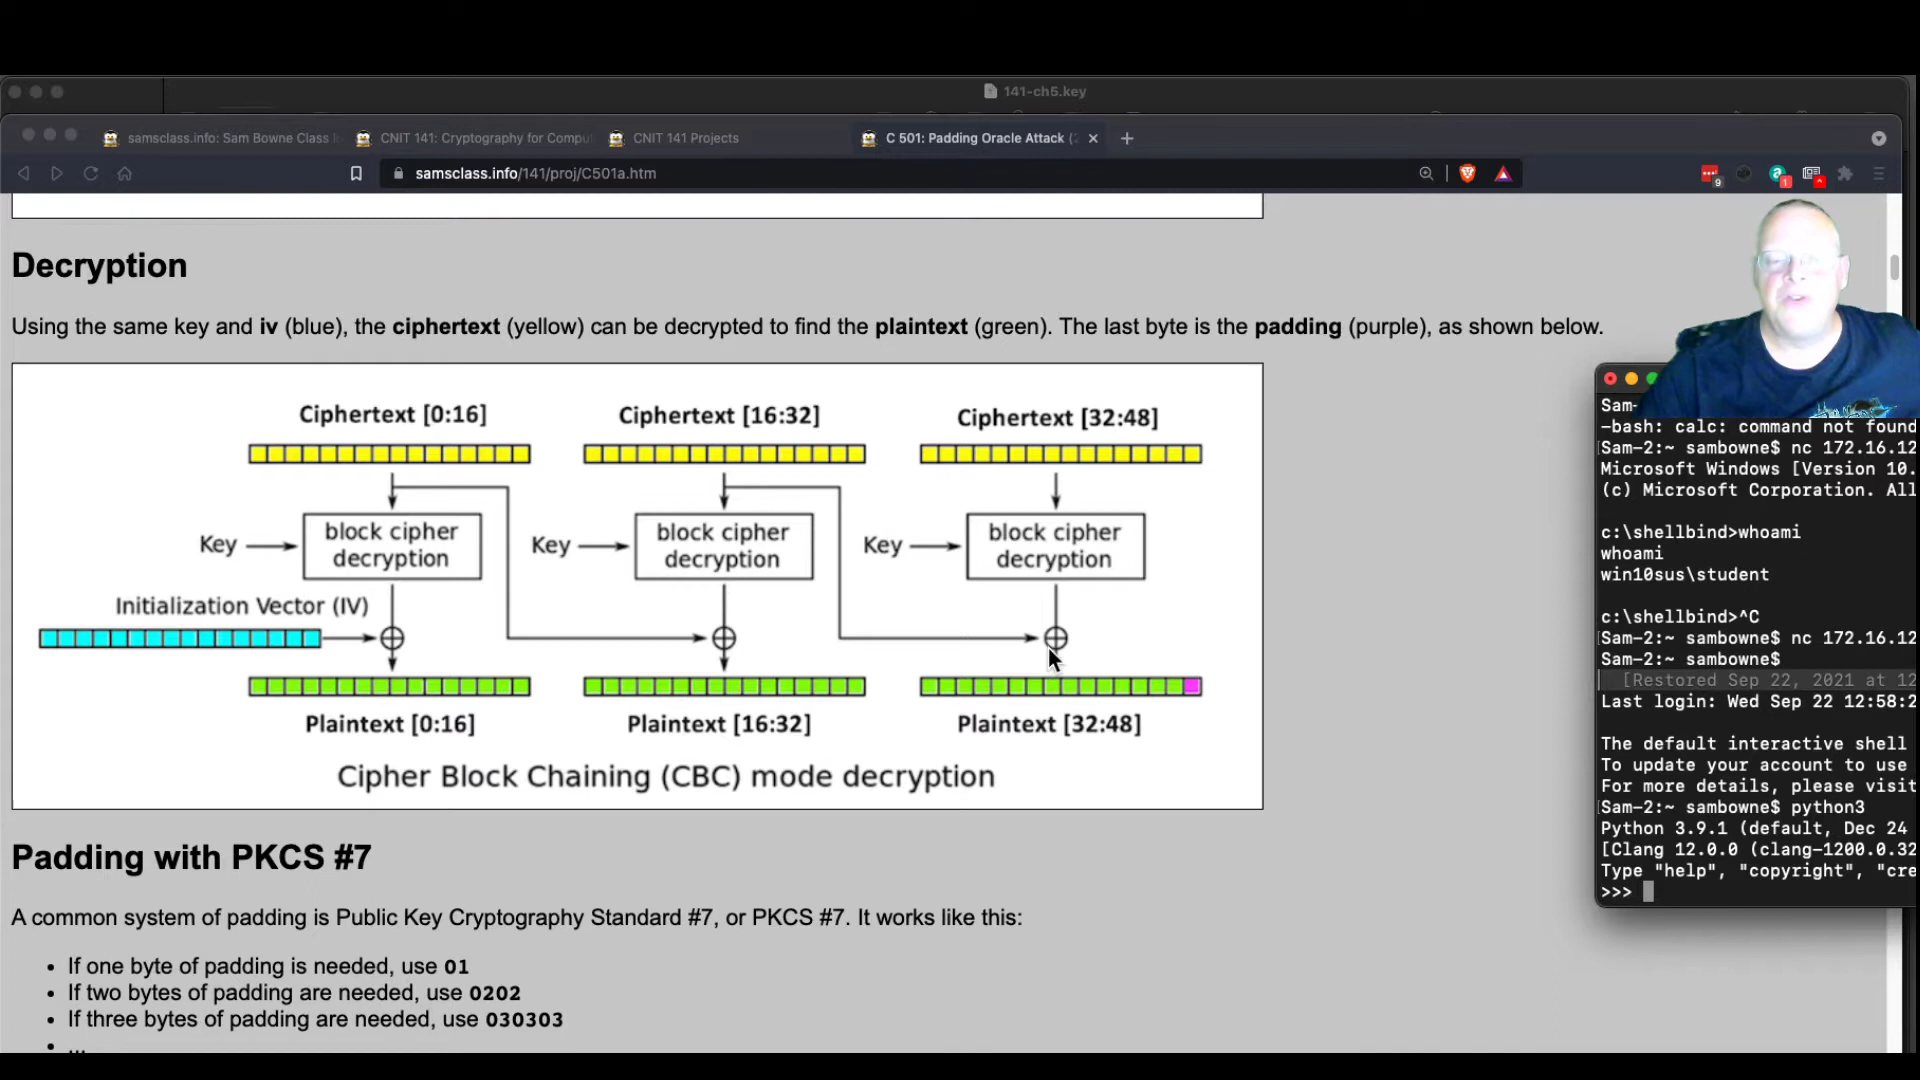 141-ch5.key
samsclass.info: Sam Bowne Class I
CNIT 141: Cryptography for Compu
CNIT 141 Projects
C 501: Padding Oracle Attack (
samsclass.info/141/proj/C501a.htm
9
1
Decryption
Using the same key and iv (blue), the ciphertext (yellow) can be decrypted to find the plaintext (green). The last byte is the padding (purple), as shown below.
Ciphertext [0:16]
Ciphertext [16:32]
Ciphertext [32:48]
Key
block cipher
decryption
Key
block cipher
decryption
Key
block cipher
decryption
Initialization Vector (IV)
Plaintext [0:16]
Plaintext [16:32]
Plaintext [32:48]
Cipher Block Chaining (CBC) mode decryption
Padding with PKCS #7
A common system of padding is Public Key Cryptography Standard #7, or PKCS #7. It works like this:
• If one byte of padding is needed, use 01
• If two bytes of padding are needed, use 0202
• If three bytes of padding are needed, use 030303
• ...
Sam-
-bash: calc: command not found
Sam-2:~ sambowne$ nc 172.16.12
Microsoft Windows [Version 10.
(c) Microsoft Corporation. All
c:\shellbind>whoami
whoami
win10sus\student
c:\shellbind>^C
Sam-2:~ sambowne$ nc 172.16.12
Sam-2:~ sambowne$
[Restored Sep 22, 2021 at 12
Last login: Wed Sep 22 12:58:2
The default interactive shell
To update your account to use
For more details, please visit
Sam-2:~ sambowne$ python3
Python 3.9.1 (default, Dec 24
[Clang 12.0.0 (clang-1200.0.32
Type "help", "copyright", "cre
>>>